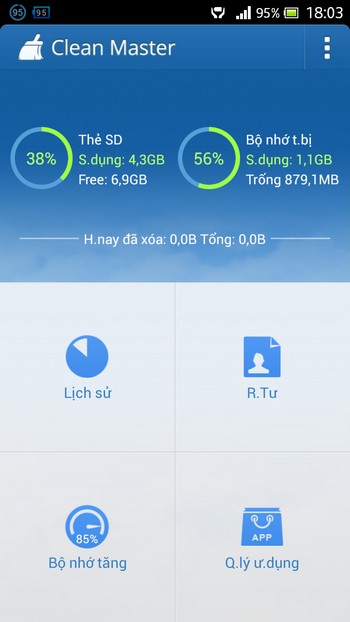 95 95 95% 18:03
Clean Master
Thẻ SD
38% S.dụng: 4,3GB
Free: 6,9GB
Bộ nhớ t.bị
56% S.dụng: 1,1GB
Trống 879,1MB
H.nay đã xóa: 0,0B Tổng: 0,0B
Lịch sử
R.Tư
85%
Bộ nhớ tăng
APP
Q.lý ư.dụng